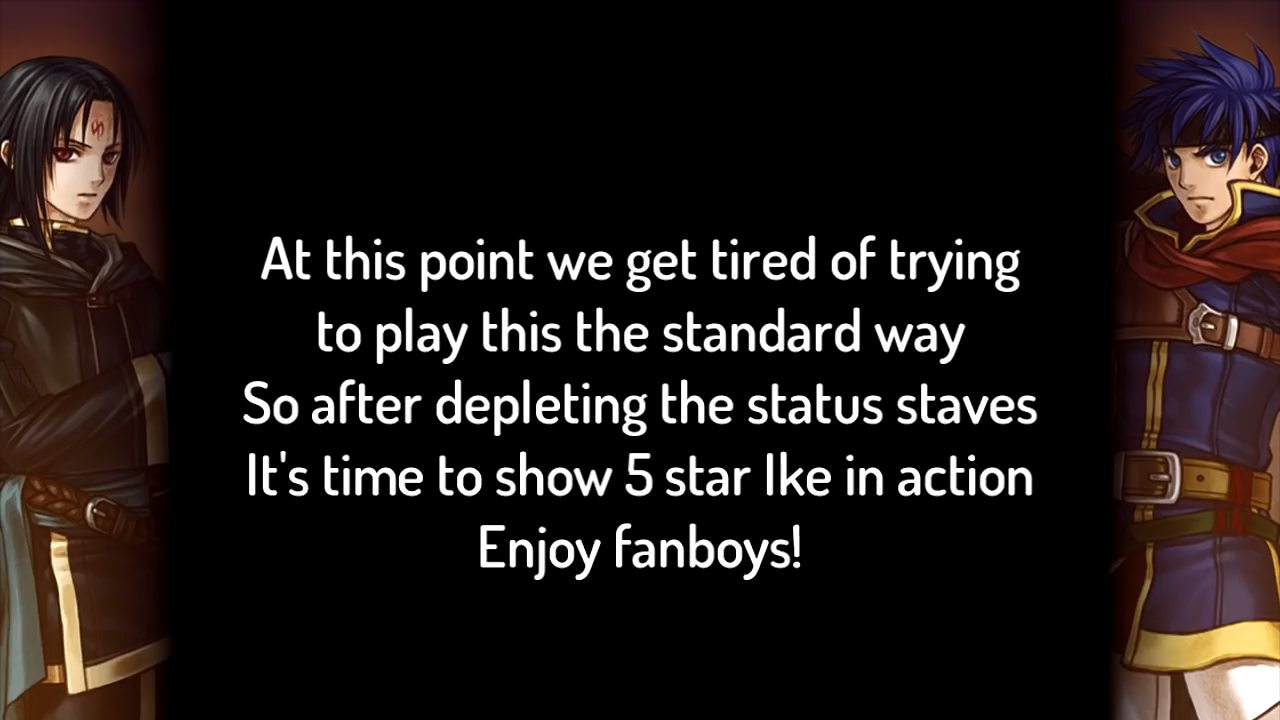 At this point we get tired of trying
to play this the standard way
So after depleting the status staves
It's time to show 5 star Ike in action
Enjoy fanboys!